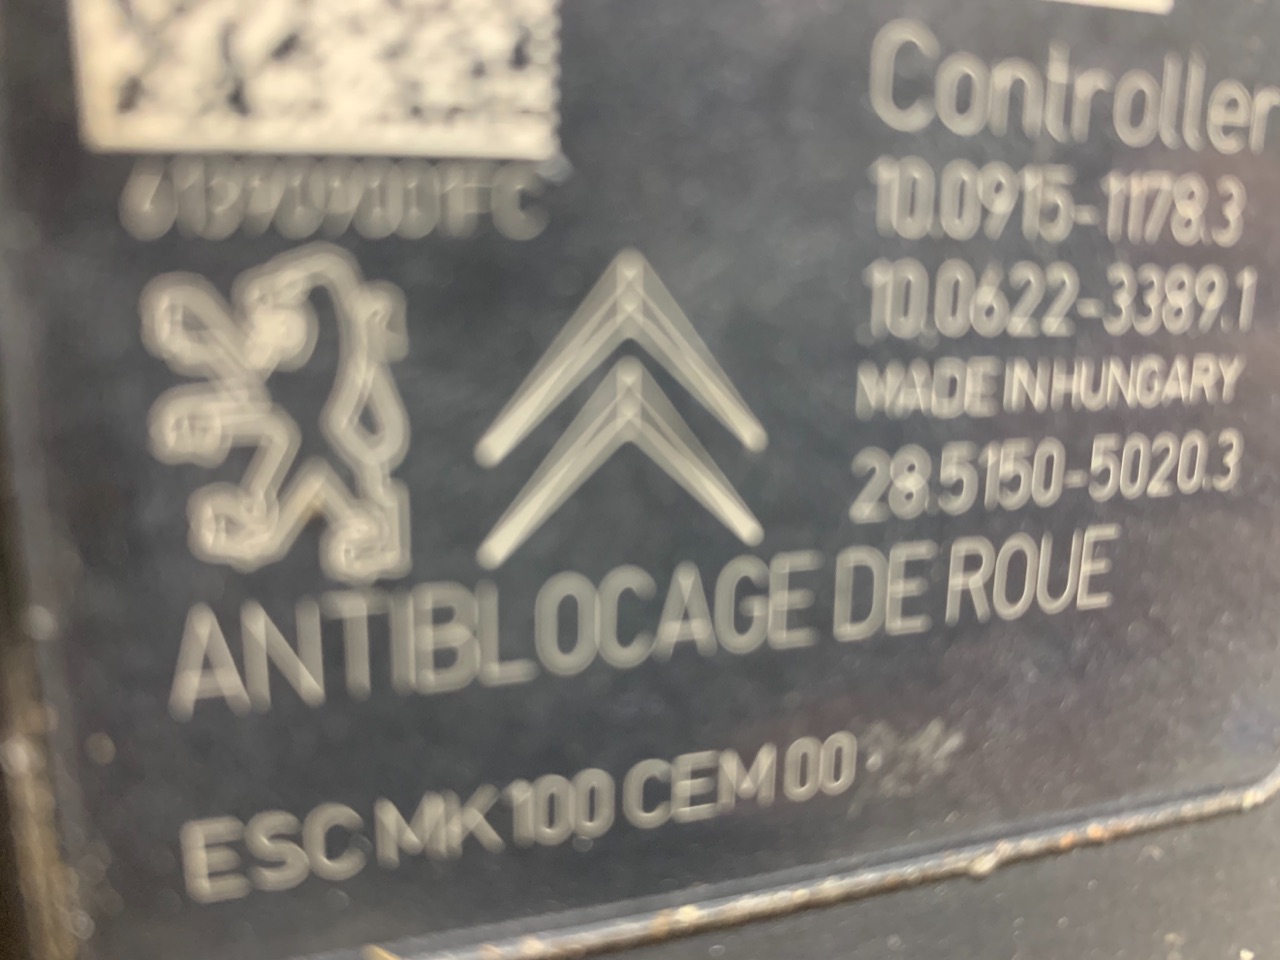 Controller
10.0915-1178.3
10.0622-3389.1
MADE IN HUNGARY
28.5150-5020.3
ANTIBLOCAGE DE ROUE
ESC MK100 CEM 00